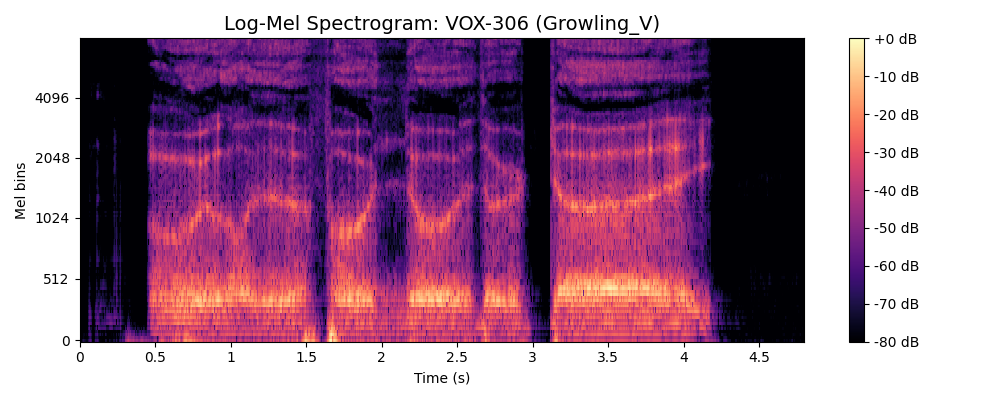 Log-Mel Spectrogram: VOX-306 (Growling_V)
Mel bins
4096
2048
1024
512
0
0 0.5 1 1.5 2 2.5 3 3.5 4 4.5
Time (s)
+0 dB
-10 dB
-20 dB
-30 dB
-40 dB
-50 dB
-60 dB
-70 dB
-80 dB